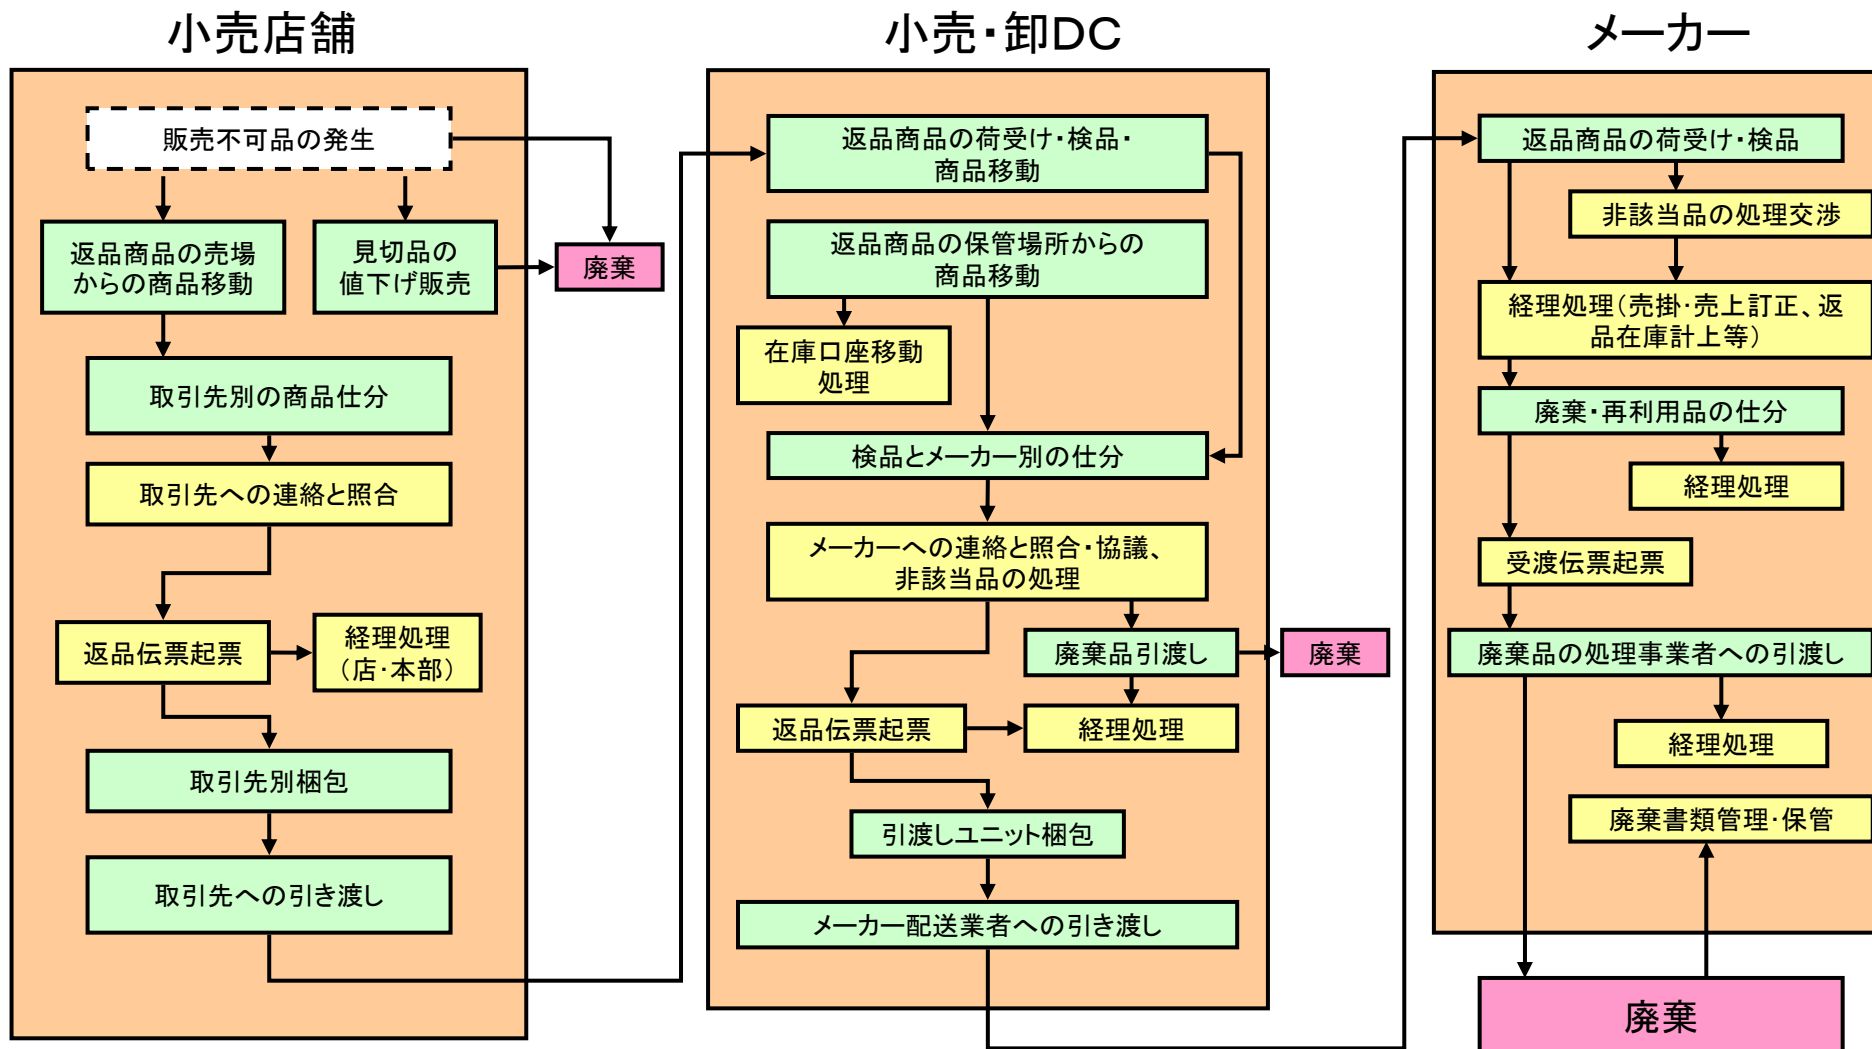 小売店舗
販売不可品の発生
返品商品の売場
からの商品移動
見切品の
値下げ販売
廃棄
取引先別の商品仕分
取引先への連絡と照合
返品伝票起票
経理処理
(店・本部)
取引先別梱包
取引先への引き渡し
小売・卸DC
返品商品の荷受け・検品・
商品移動
返品商品の保管場所からの
商品移動
在庫口座移動
処理
検品とメーカー別の仕分
メーカーへの連絡と照合・協議、
非該当品の処理
廃棄品引渡し
廃棄
返品伝票起票
経理処理
引渡しユニット梱包
メーカー配送業者への引き渡し
メーカー
返品商品の荷受け・検品
非該当品の処理交渉
経理処理(売掛・売上訂正、返
品在庫計上等)
廃棄・再利用品の仕分
経理処理
受渡伝票起票
廃棄品の処理事業者への引渡し
経理処理
廃棄書類管理・保管
廃棄